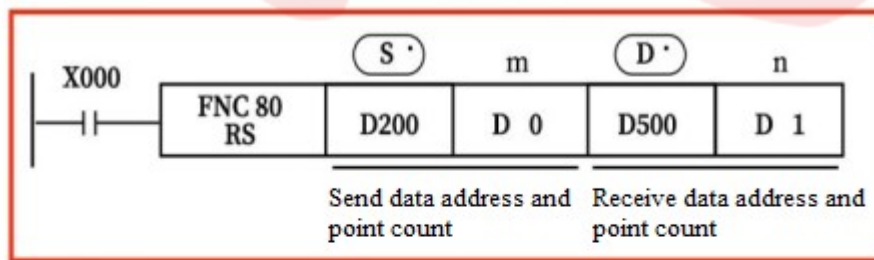 S· m D· n
X000
FNC 80
RS
D200 D 0 D500 D 1
Send data address and
point count
Receive data address and
point count